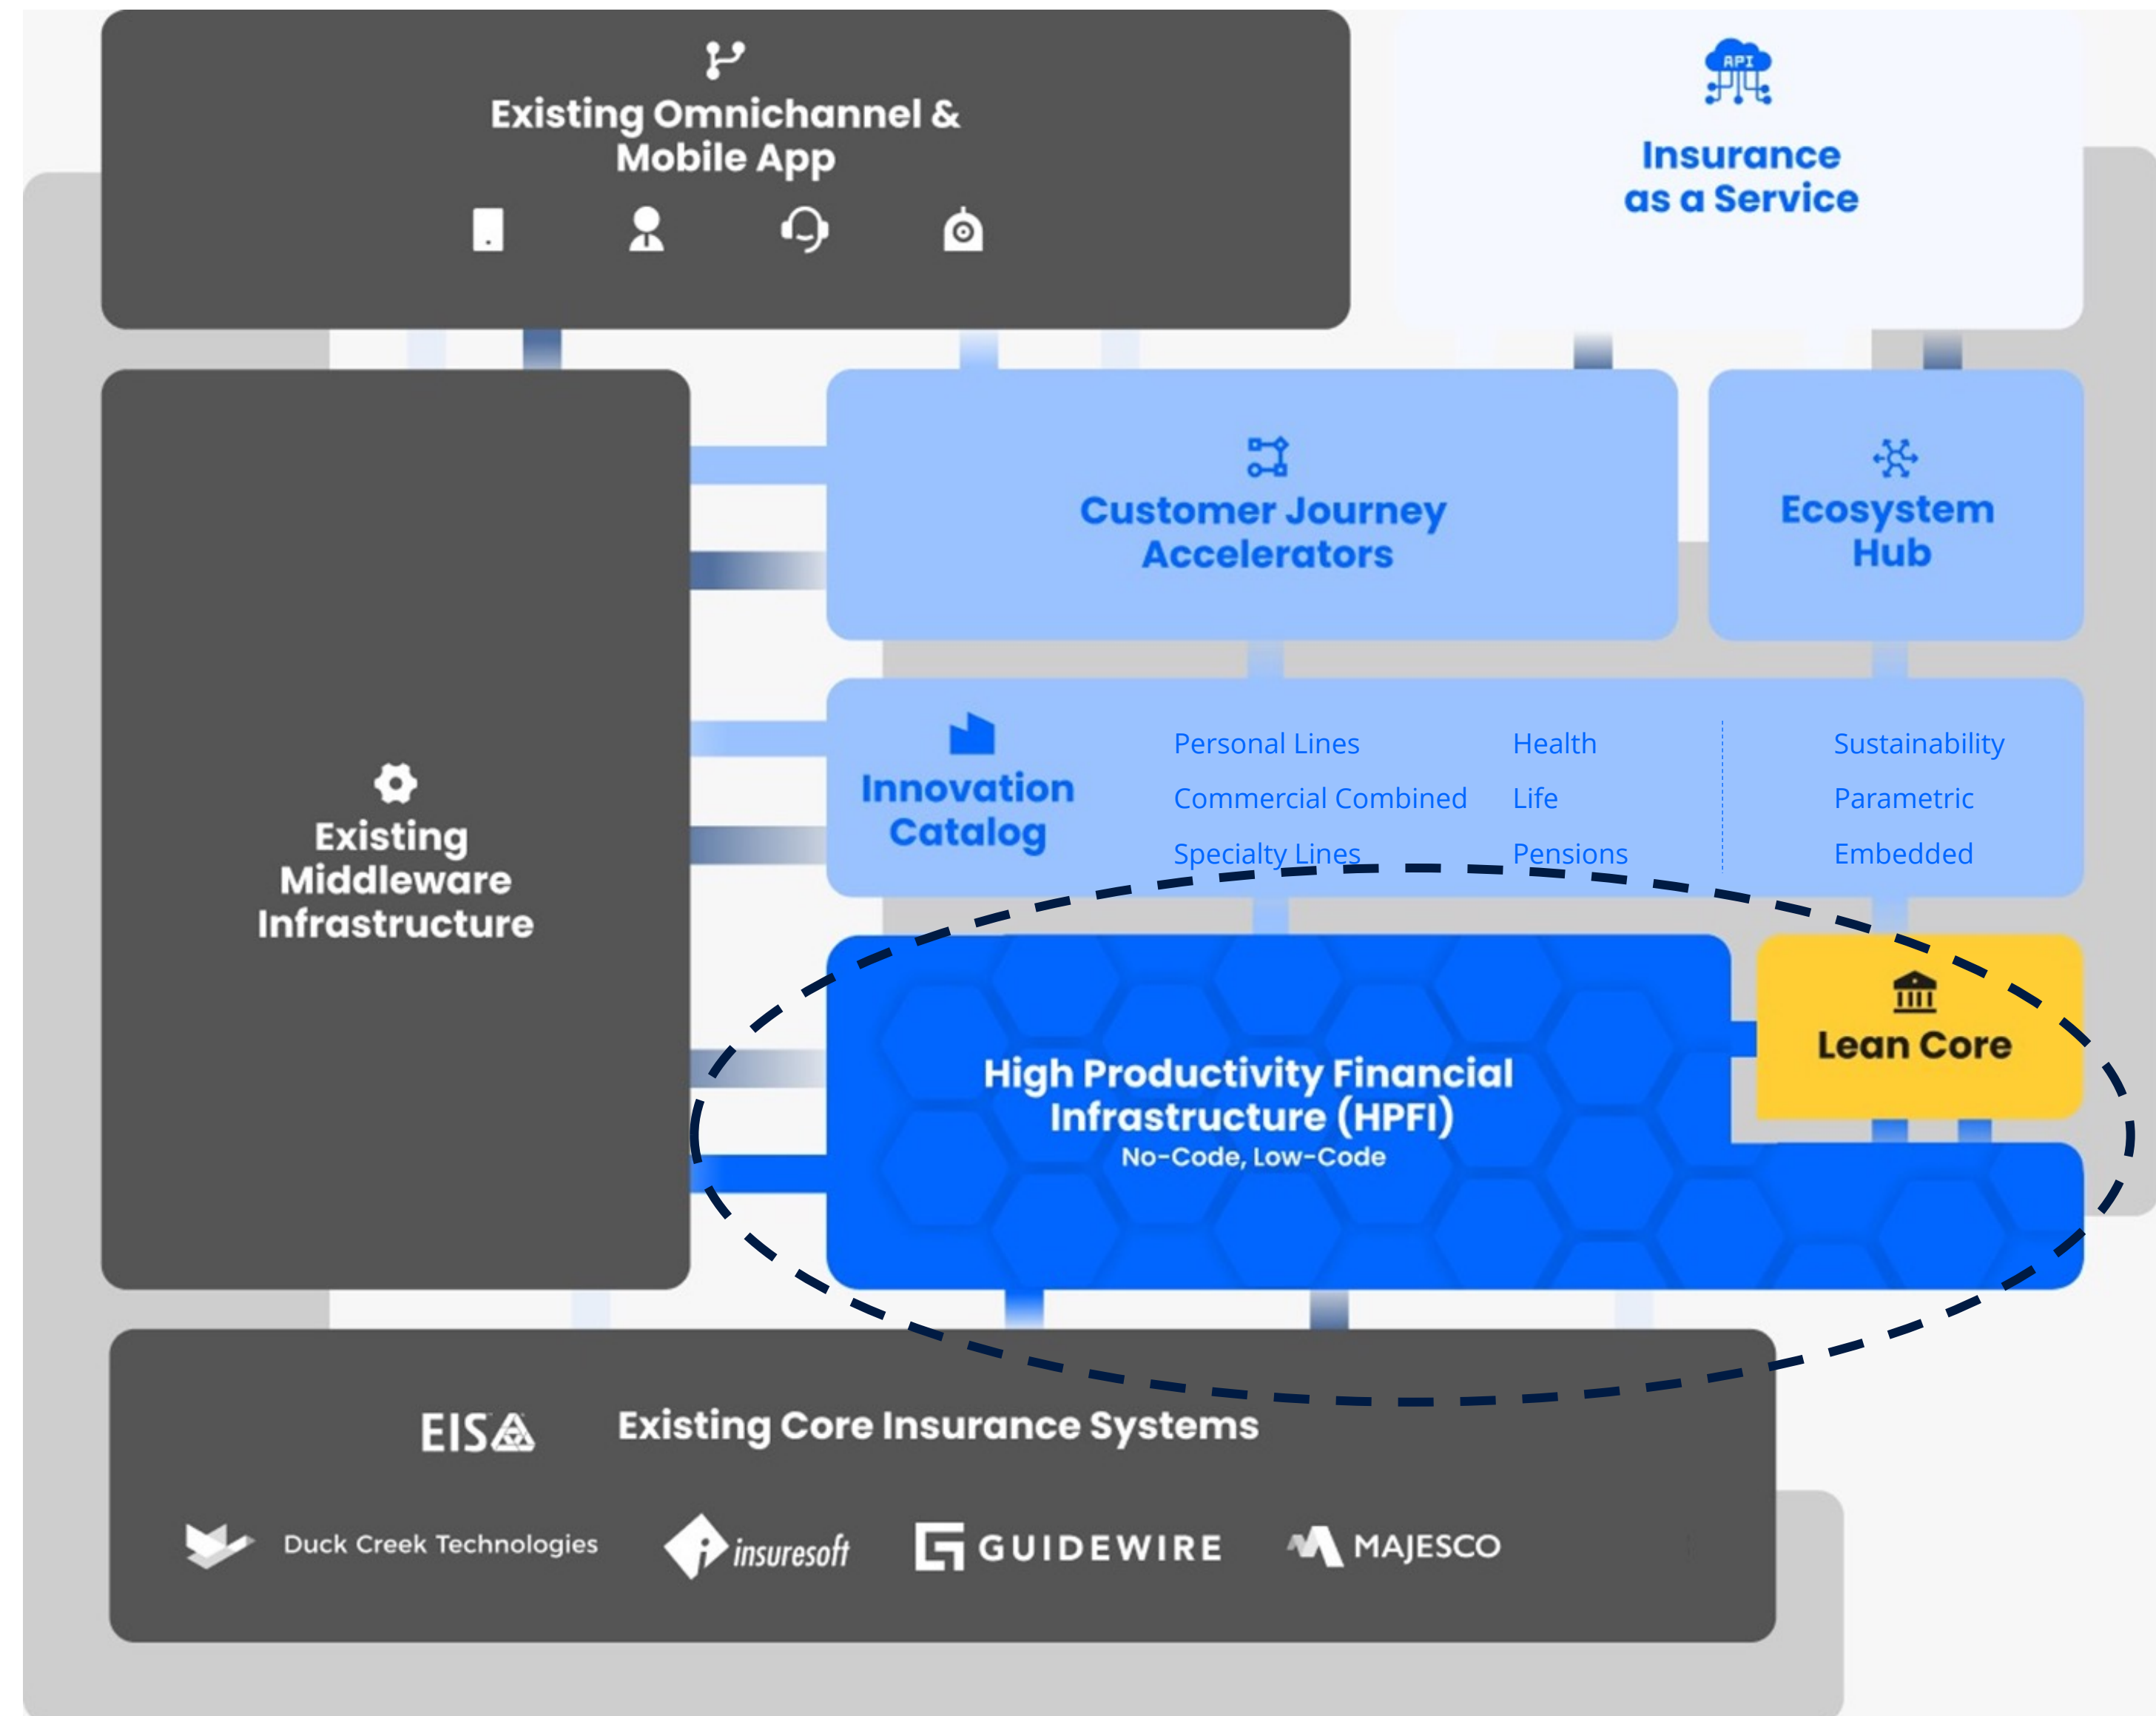 Existing Omnichannel &
Mobile App
API
Insurance
as a Service
Customer Journey
Accelerators
Ecosystem
Hub
Existing
Middleware
Infrastructure
Innovation
Catalog
Personal Lines
Health
Sustainability
Commercial Combined
Life
Parametric
Specialty Lines
Pensions
Embedded
High Productivity Financial
Infrastructure (HPFI)
No-Code, Low-Code
Lean Core
EIS
Existing Core Insurance Systems
Duck Creek Technologies
insuresoft
GUIDEWIRE
MAJESCO